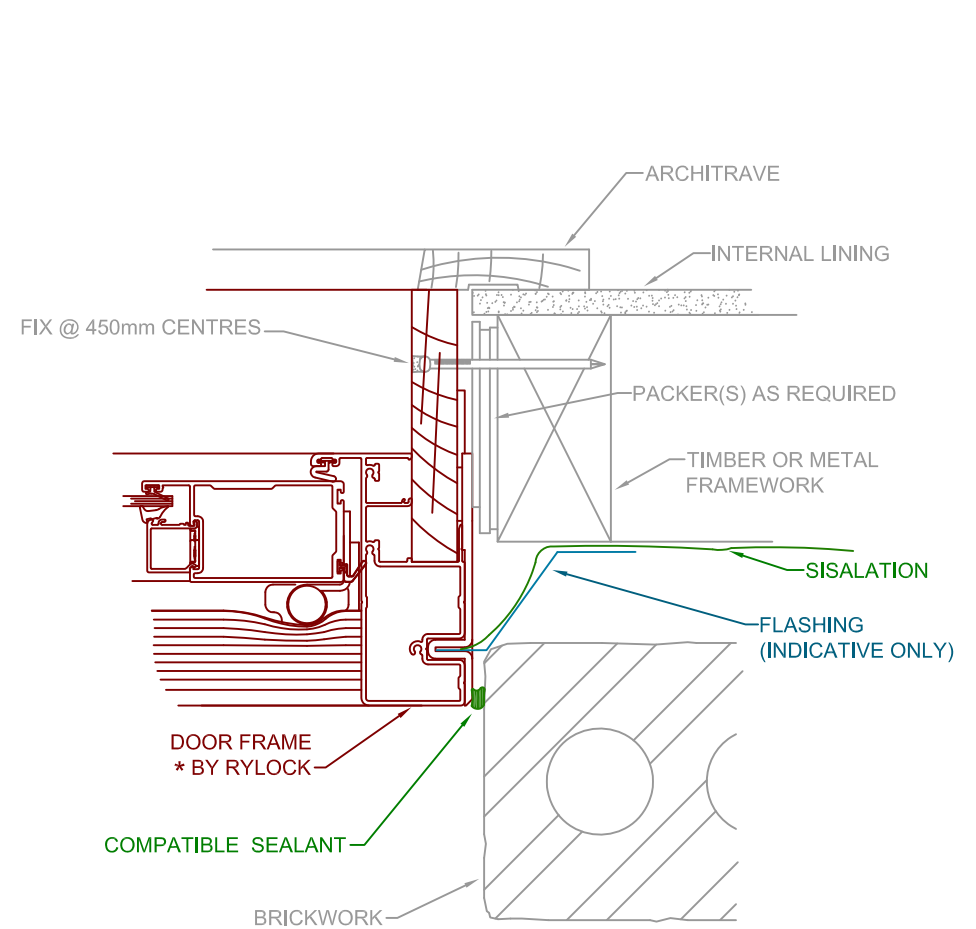 ARCHITRAVE
INTERNAL LINING
FIX @ 450mm CENTRES
PACKER(S) AS REQUIRED
TIMBER OR METAL
FRAMEWORK
SISALATION
FLASHING
(INDICATIVE ONLY)
DOOR FRAME
* BY RYLOCK
COMPATIBLE SEALANT
BRICKWORK